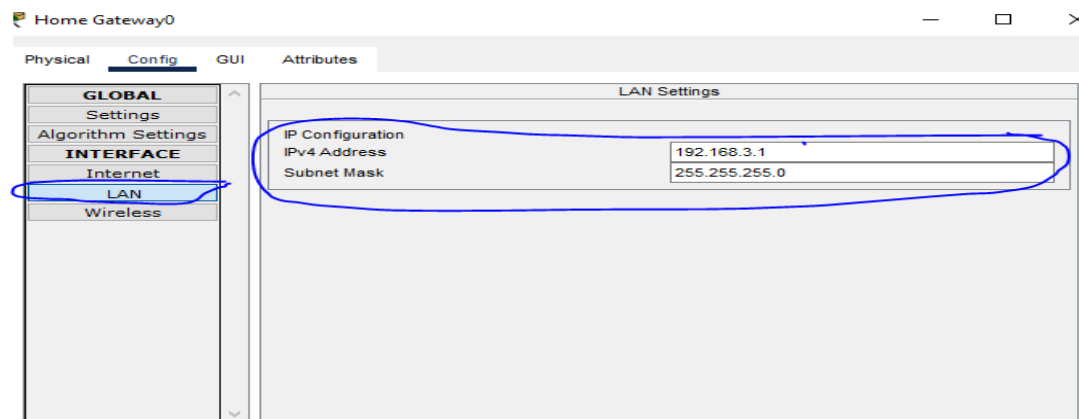 Home Gateway0
Physical Config GUI Attributes
GLOBAL
Settings
Algorithm Settings
INTERFACE
Internet
LAN
Wireless
LAN Settings
IP Configuration
IPv4 Address 192.168.3.1
Subnet Mask 255.255.255.0